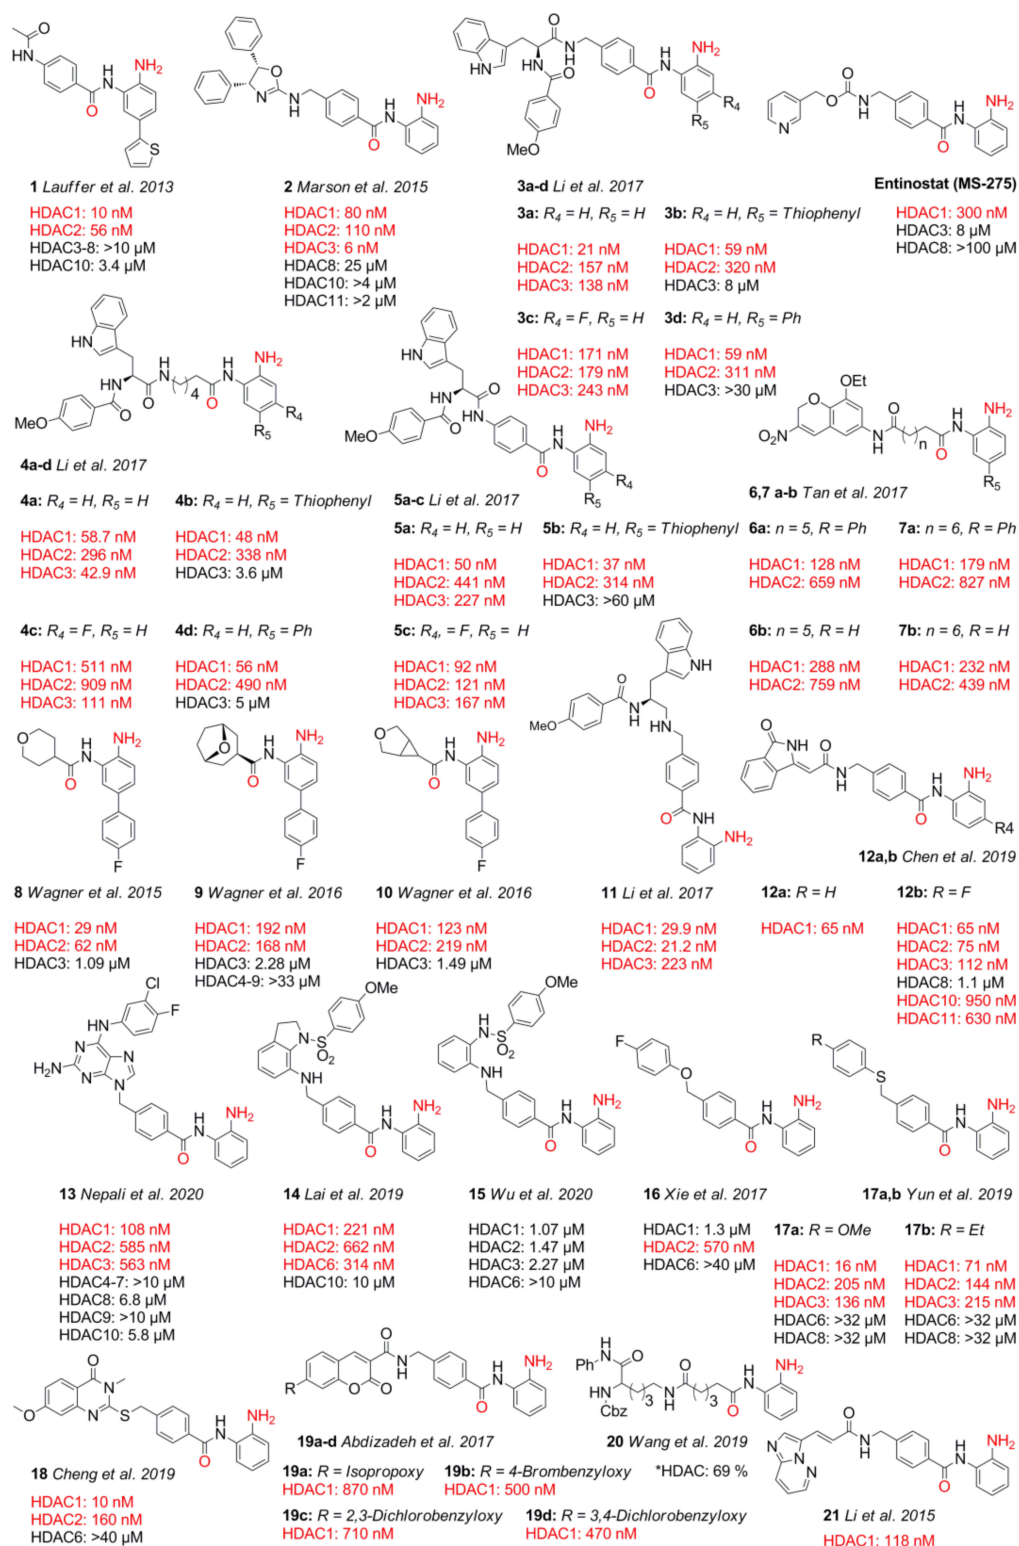 1 Lauffer et al. 2013
HDAC1: 10 nM
HDAC2: 56 nM
HDAC3-8: >10 µM
HDAC10: 3.4 µM
2 Marson et al. 2015
HDAC1: 80 nM
HDAC2: 110 nM
HDAC3: 6 nM
HDAC8: 25 µM
HDAC10: >4 µM
HDAC11: >2 µM
3a-d Li et al. 2017
3a: R4 = H, R5 = H
HDAC1: 21 nM
HDAC2: 157 nM
HDAC3: 138 nM
3b: R4 = H, R5 = Thiophenyl
HDAC1: 59 nM
HDAC2: 320 nM
HDAC3: 8 µM
3c: R4 = F, R5 = H
HDAC1: 171 nM
HDAC2: 179 nM
HDAC3: 243 nM
3d: R4 = H, R5 = Ph
HDAC1: 59 nM
HDAC2: 311 nM
HDAC3: >30 µM
Entinostat (MS-275)
HDAC1: 300 nM
HDAC3: 8 µM
HDAC8: >100 µM
4a-d Li et al. 2017
4a: R4 = H, R5 = H
HDAC1: 58.7 nM
HDAC2: 296 nM
HDAC3: 42.9 nM
4b: R4 = H, R5 = Thiophenyl
HDAC1: 48 nM
HDAC2: 338 nM
HDAC3: 3.6 µM
4c: R4 = F, R5 = H
HDAC1: 511 nM
HDAC2: 909 nM
HDAC3: 111 nM
4d: R4 = H, R5 = Ph
HDAC1: 56 nM
HDAC2: 490 nM
HDAC3: 5 µM
5a-c Li et al. 2017
5a: R4 = H, R5 = H
HDAC1: 50 nM
HDAC2: 441 nM
HDAC3: 227 nM
5b: R4 = H, R5 = Thiophenyl
HDAC1: 37 nM
HDAC2: 314 nM
HDAC3: >60 µM
5c: R4, = F, R5 = H
HDAC1: 92 nM
HDAC2: 121 nM
HDAC3: 167 nM
6,7 a-b Tan et al. 2017
6a: n = 5, R = Ph
HDAC1: 128 nM
HDAC2: 659 nM
7a: n = 6, R = Ph
HDAC1: 179 nM
HDAC2: 827 nM
6b: n = 5, R = H
HDAC1: 288 nM
HDAC2: 759 nM
7b: n = 6, R = H
HDAC1: 232 nM
HDAC2: 439 nM
8 Wagner et al. 2015
HDAC1: 29 nM
HDAC2: 62 nM
HDAC3: 1.09 µM
9 Wagner et al. 2016
HDAC1: 192 nM
HDAC2: 168 nM
HDAC3: 2.28 µM
HDAC4-9: >33 µM
10 Wagner et al. 2016
HDAC1: 123 nM
HDAC2: 219 nM
HDAC3: 1.49 µM
11 Li et al. 2017
HDAC1: 29.9 nM
HDAC2: 21.2 nM
HDAC3: 223 nM
12a,b Chen et al. 2019
12a: R = H
HDAC1: 65 nM
12b: R = F
HDAC1: 65 nM
HDAC2: 75 nM
HDAC3: 112 nM
HDAC8: 1.1 µM
HDAC10: 950 nM
HDAC11: 630 nM
13 Nepali et al. 2020
HDAC1: 108 nM
HDAC2: 585 nM
HDAC3: 563 nM
HDAC4-7: >10 µM
HDAC8: 6.8 µM
HDAC9: >10 µM
HDAC10: 5.8 µM
14 Lai et al. 2019
HDAC1: 221 nM
HDAC2: 662 nM
HDAC6: 314 nM
HDAC10: 10 µM
15 Wu et al. 2020
HDAC1: 1.07 µM
HDAC2: 1.47 µM
HDAC3: 2.27 µM
HDAC6: >10 µM
16 Xie et al. 2017
HDAC1: 1.3 µM
HDAC2: 570 nM
HDAC6: >40 µM
17a,b Yun et al. 2019
17a: R = OMe
HDAC1: 16 nM
HDAC2: 205 nM
HDAC3: 136 nM
HDAC6: >32 µM
HDAC8: >32 µM
17b: R = Et
HDAC1: 71 nM
HDAC2: 144 nM
HDAC3: 215 nM
HDAC6: >32 µM
HDAC8: >32 µM
18 Cheng et al. 2019
HDAC1: 10 nM
HDAC2: 160 nM
HDAC6: >40 µM
19a-d Abdizadeh et al. 2017
19a: R = Isopropoxy
HDAC1: 870 nM
19b: R = 4-Brombenzyloxy
HDAC1: 500 nM
19c: R = 2,3-Dichlorobenzyloxy
HDAC1: 710 nM
19d: R = 3,4-Dichlorobenzyloxy
HDAC1: 470 nM
20 Wang et al. 2019
*HDAC: 69 %
21 Li et al. 2015
HDAC1: 118 nM